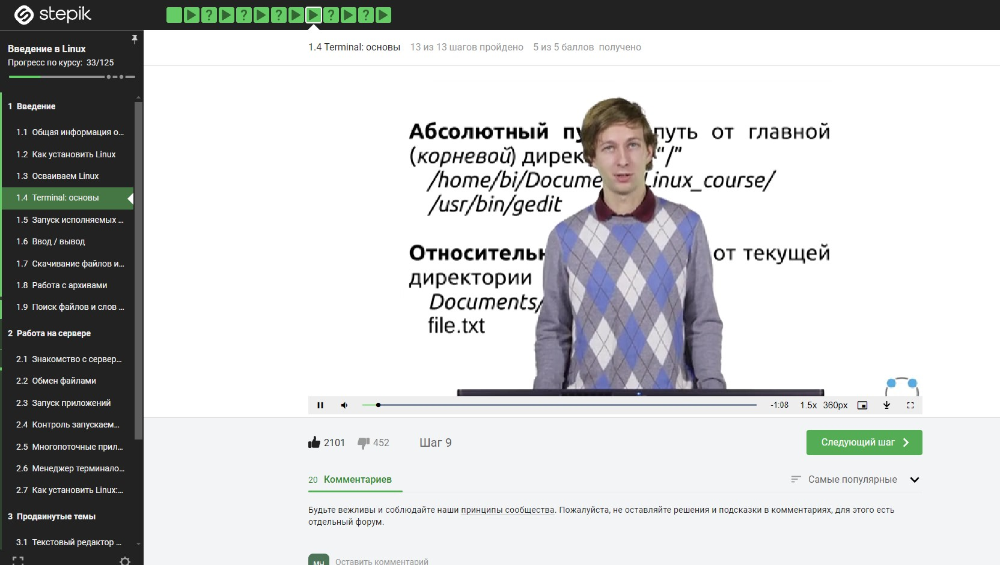 stepik
? ? ? ? ?
Введение в Linux
Прогресс по курсу: 33/125
1 Введение
1.1 Общая информация о...
1.2 Как установить Linux
1.3 Осваиваем Linux
1.4 Terminal: основы
1.5 Запуск исполняемых ...
1.6 Ввод / вывод
1.7 Скачивание файлов и...
1.8 Работа с архивами
1.9 Поиск файлов и слов ...
2 Работа на сервере
2.1 Знакомство с сервер...
2.2 Обмен файлами
2.3 Запуск приложений
2.4 Контроль запускаем...
2.5 Многопоточные прил...
2.6 Менеджер терминало...
2.7 Как установить Linux:...
3 Продвинутые темы
3.1 Текстовый редактор ...
1.4 Terminal: основы 13 из 13 шагов пройдено 5 из 5 баллов получено
Абсолютный пу путь от главной
(корневой) дирек "/"
/home/bi/Docume Linux_course/
/usr/bin/gedit
Относительн от текущей
директории
Documents/
file.txt
-1:08 1.5x 360px
2101 452 Шаг 9
Следующий шаг
20 Комментариев
Самые популярные
Будьте вежливы и соблюдайте наши принципы сообщества. Пожалуйста, не оставляйте решения и подсказки в комментариях, для этого есть
отдельный форум.
МЧ Оставить комментарий